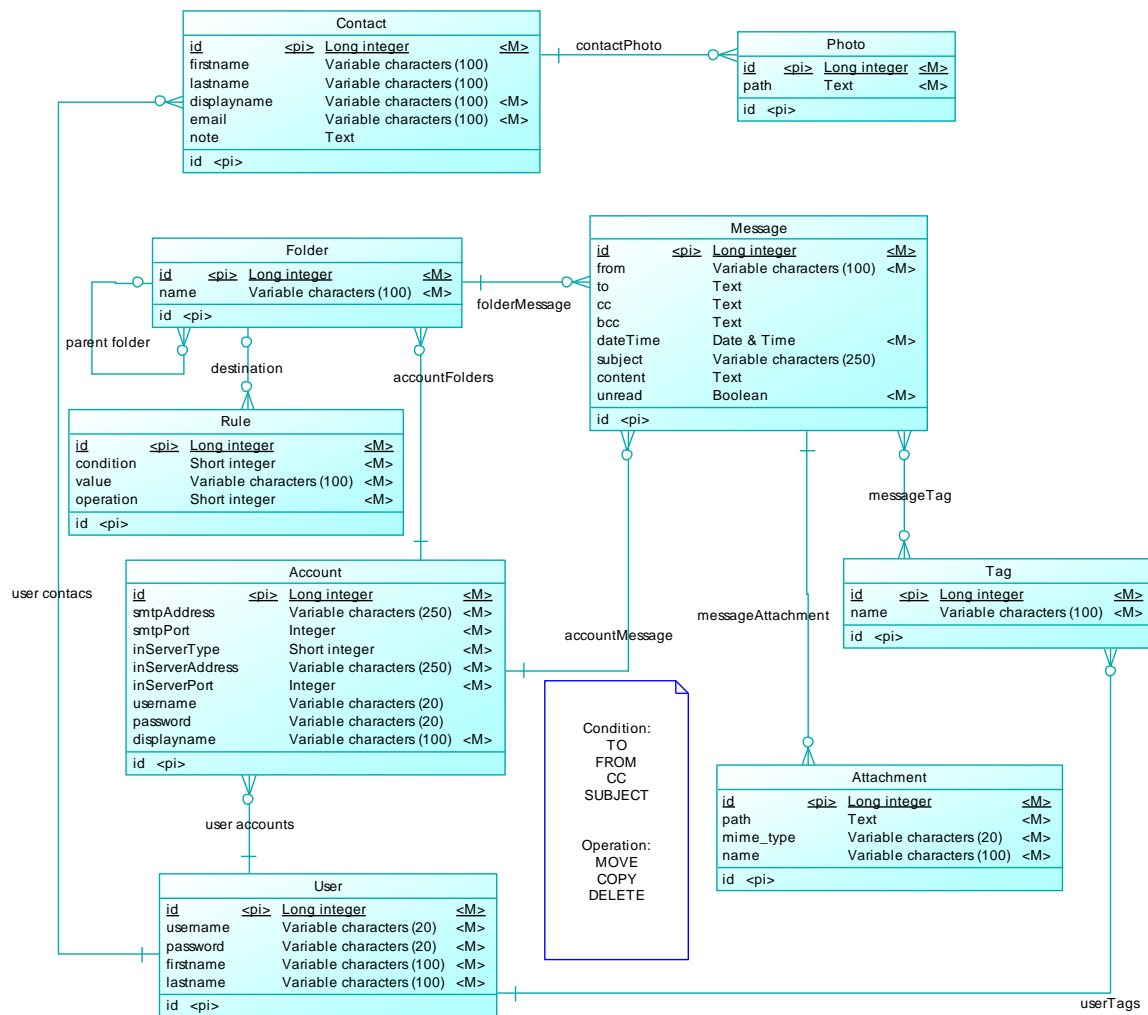 Contact
id <pi> Long integer <M>
firstname Variable characters (100)
lastname Variable characters (100)
displayname Variable characters (100) <M>
email Variable characters (100) <M>
note Text
id <pi>
contactPhoto
Photo
id <pi> Long integer <M>
path Text <M>
id <pi>
Folder
id <pi> Long integer <M>
name Variable characters (100) <M>
id <pi>
parent folder
destination
accountFolders
folderMessage
Message
id <pi> Long integer <M>
from Variable characters (100) <M>
to Text
cc Text
bcc Text
dateTime Date & Time <M>
subject Variable characters (250)
content Text
unread Boolean <M>
id <pi>
Rule
id <pi> Long integer <M>
condition Short integer <M>
value Variable characters (100) <M>
operation Short integer <M>
id <pi>
messageTag
Tag
id <pi> Long integer <M>
name Variable characters (100) <M>
id <pi>
user contacs
Account
id <pi> Long integer <M>
smtpAddress Variable characters (250) <M>
smtpPort Integer <M>
inServerType Short integer <M>
inServerAddress Variable characters (250) <M>
inServerPort Integer <M>
username Variable characters (20)
password Variable characters (20)
displayname Variable characters (100) <M>
id <pi>
accountMessage
messageAttachment
Condition:
TO
FROM
CC
SUBJECT
Operation:
MOVE
COPY
DELETE
Attachment
id <pi> Long integer <M>
path Text <M>
mime_type Variable characters (20) <M>
name Variable characters (100) <M>
id <pi>
user accounts
User
id <pi> Long integer <M>
username Variable characters (20) <M>
password Variable characters (20) <M>
firstname Variable characters (100) <M>
lastname Variable characters (100) <M>
id <pi>
userTags